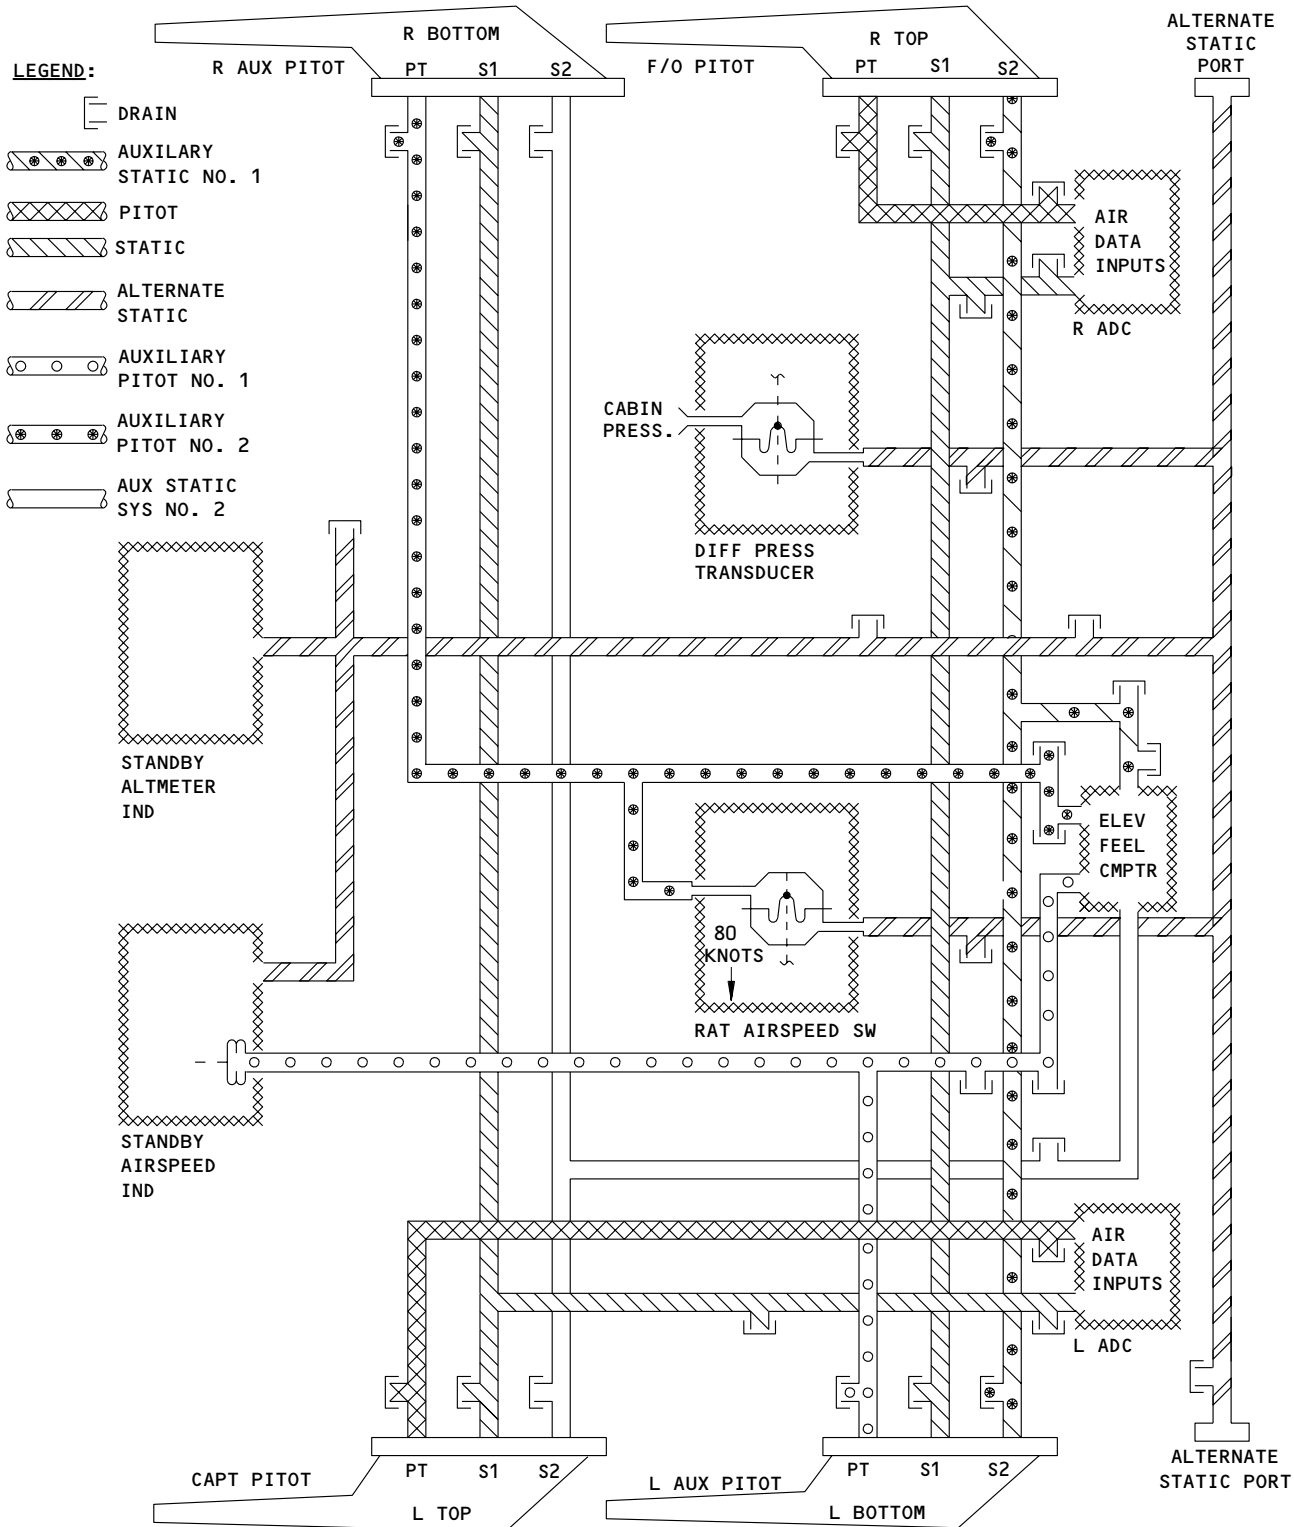 R BOTTOM
R AUX PITOT
PT
S1
S2
R TOP
F/O PITOT
PT
S1
S2
ALTERNATE
STATIC
PORT
LEGEND:
DRAIN
AUXILARY
STATIC NO. 1
PITOT
STATIC
ALTERNATE
STATIC
AUXILIARY
PITOT NO. 1
AUXILIARY
PITOT NO. 2
AUX STATIC
SYS NO. 2
AIR
DATA
INPUTS
R ADC
CABIN
PRESS.
DIFF PRESS
TRANSDUCER
STANDBY
ALTMETER
IND
ELEV
FEEL
CMPTR
80
KNOTS
RAT AIRSPEED SW
STANDBY
AIRSPEED
IND
AIR
DATA
INPUTS
L ADC
CAPT PITOT
PT
S1
S2
L TOP
L AUX PITOT
PT
S1
S2
L BOTTOM
ALTERNATE
STATIC PORT